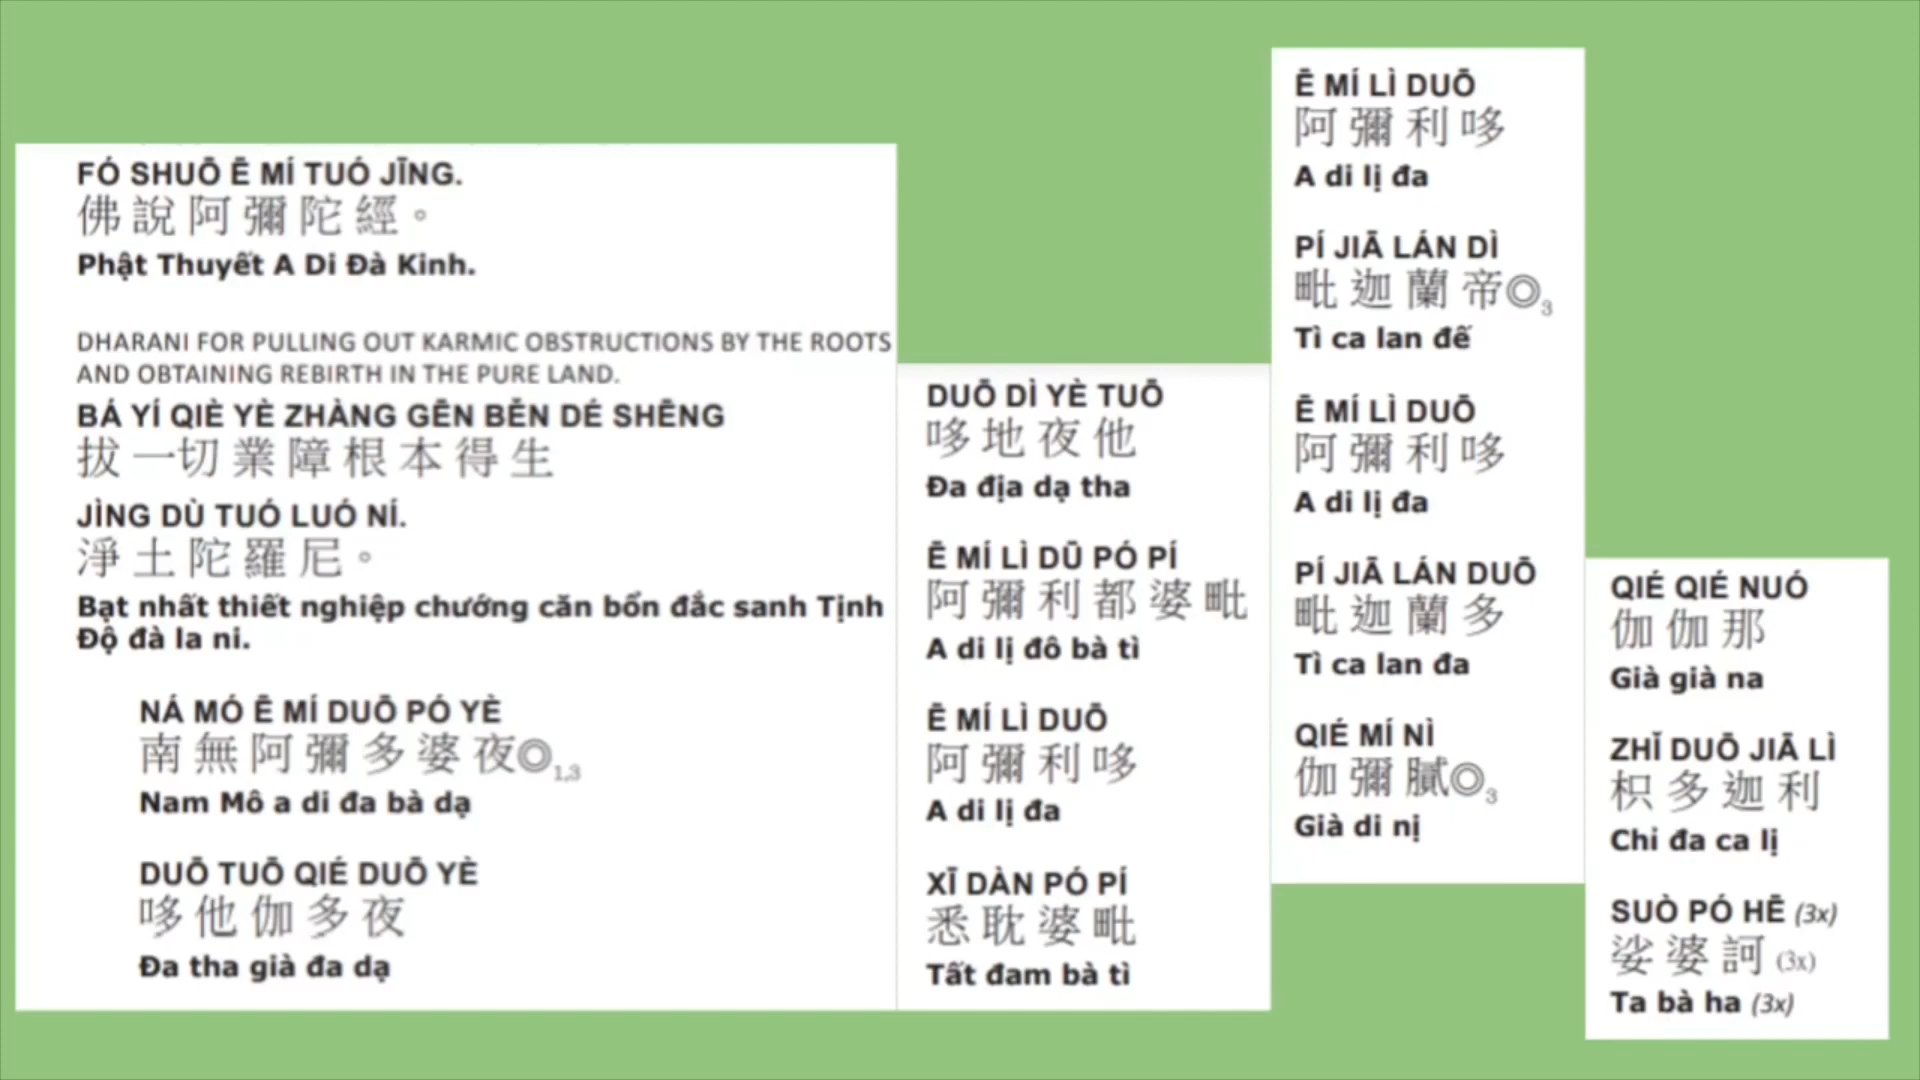 FÓ SHUŌ Ē MÍ TUÓ JĪNG.
佛說阿彌陀經。
Phật Thuyết A Di Đà Kinh.
DHARANI FOR PULLING OUT KARMIC OBSTRUCTIONS BY THE ROOTS
AND OBTAINING REBIRTH IN THE PURE LAND.
BÁ YÍ QIÈ YÈ ZHÀNG GĒN BĚN DÉ SHĒNG
拔一切業障根本得生
JÌNG DÙ TUÓ LUÓ NÍ.
淨土陀羅尼。
Bạt nhất thiết nghiệp chướng căn bổn đắc sanh Tịnh
Độ đà la ni.
NÁ MÓ Ē MÍ DUŌ PÓ YÈ
南無阿彌多婆夜◎1,3
Nam Mô a di đa bà dạ
DUŌ TUŌ QIÉ DUŌ YÈ
哆他伽多夜
Đa tha già đa dạ
DUŌ DÌ YÈ TUŌ
哆地夜他
Đa địa dạ tha
Ē MÍ LÌ DŪ PÓ PÍ
阿彌利都婆毗
A di lị đô bà tì
Ē MÍ LÌ DUŌ
阿彌利哆
A di lị đa
XĪ DÀN PÓ PÍ
悉耽婆毗
Tất đam bà tì
Ē MÍ LÌ DUŌ
阿彌利哆
A di lị đa
PÍ JIĀ LÁN DÌ
毗迦蘭帝◎3
Tì ca lan đế
Ē MÍ LÌ DUŌ
阿彌利哆
A di lị đa
PÍ JIĀ LÁN DUŌ
毗迦蘭多
Tì ca lan đa
QIÉ MÍ NÌ
伽彌膩◎3
Già di nị
QIÉ QIÉ NUÓ
伽伽那
Già già na
ZHǏ DUŌ JIĀ LÌ
枳多迦利
Chỉ đa ca lị
SUÒ PÓ HĒ (3x)
娑婆訶 (3x)
Ta bà ha (3x)